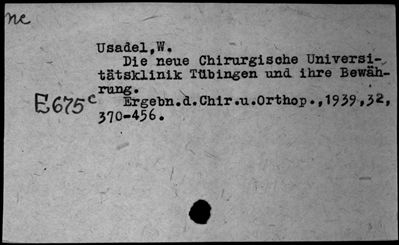 nc
Usadel,W.
Die neue Chirurgische Universi-
tätsklinik Tübingen und ihre Bewäh-
rung.
E675c
Ergebn.d.Chir.u.Orthop.,1939,32,
370-456.